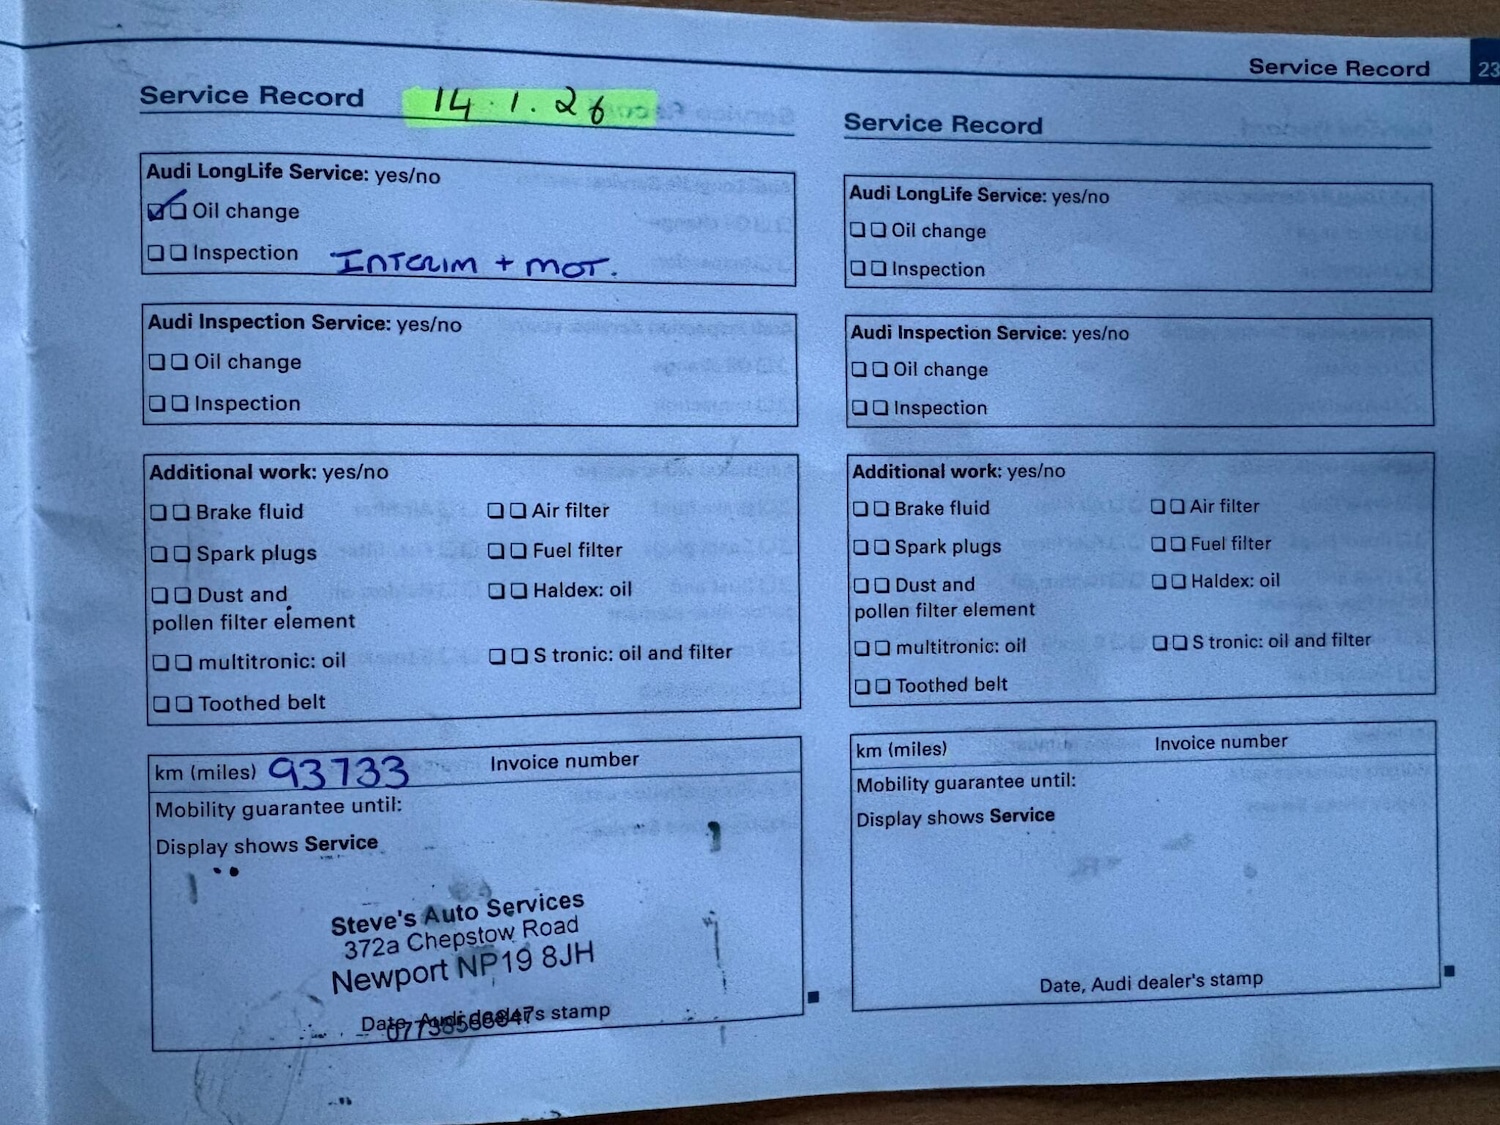 Service Record 23
Service Record 14.1.26
Audi LongLife Service: yes/no
Oil change
Inspection Interim + MOT.
Audi Inspection Service: yes/no
Oil change
Inspection
Additional work: yes/no
Brake fluid Air filter
Spark plugs Fuel filter
Dust and Haldex: oil
pollen filter element
multitronic: oil S tronic: oil and filter
Toothed belt
km (miles) 93733 Invoice number
Mobility guarantee until:
Display shows Service
Steve's Auto Services
372a Chepstow Road
Newport NP19 8JH
Date, Audi dealer's stamp
Service Record
Audi LongLife Service: yes/no
Oil change
Inspection
Audi Inspection Service: yes/no
Oil change
Inspection
Additional work: yes/no
Brake fluid Air filter
Spark plugs Fuel filter
Dust and Haldex: oil
pollen filter element
multitronic: oil S tronic: oil and filter
Toothed belt
km (miles) Invoice number
Mobility guarantee until:
Display shows Service
Date, Audi dealer's stamp